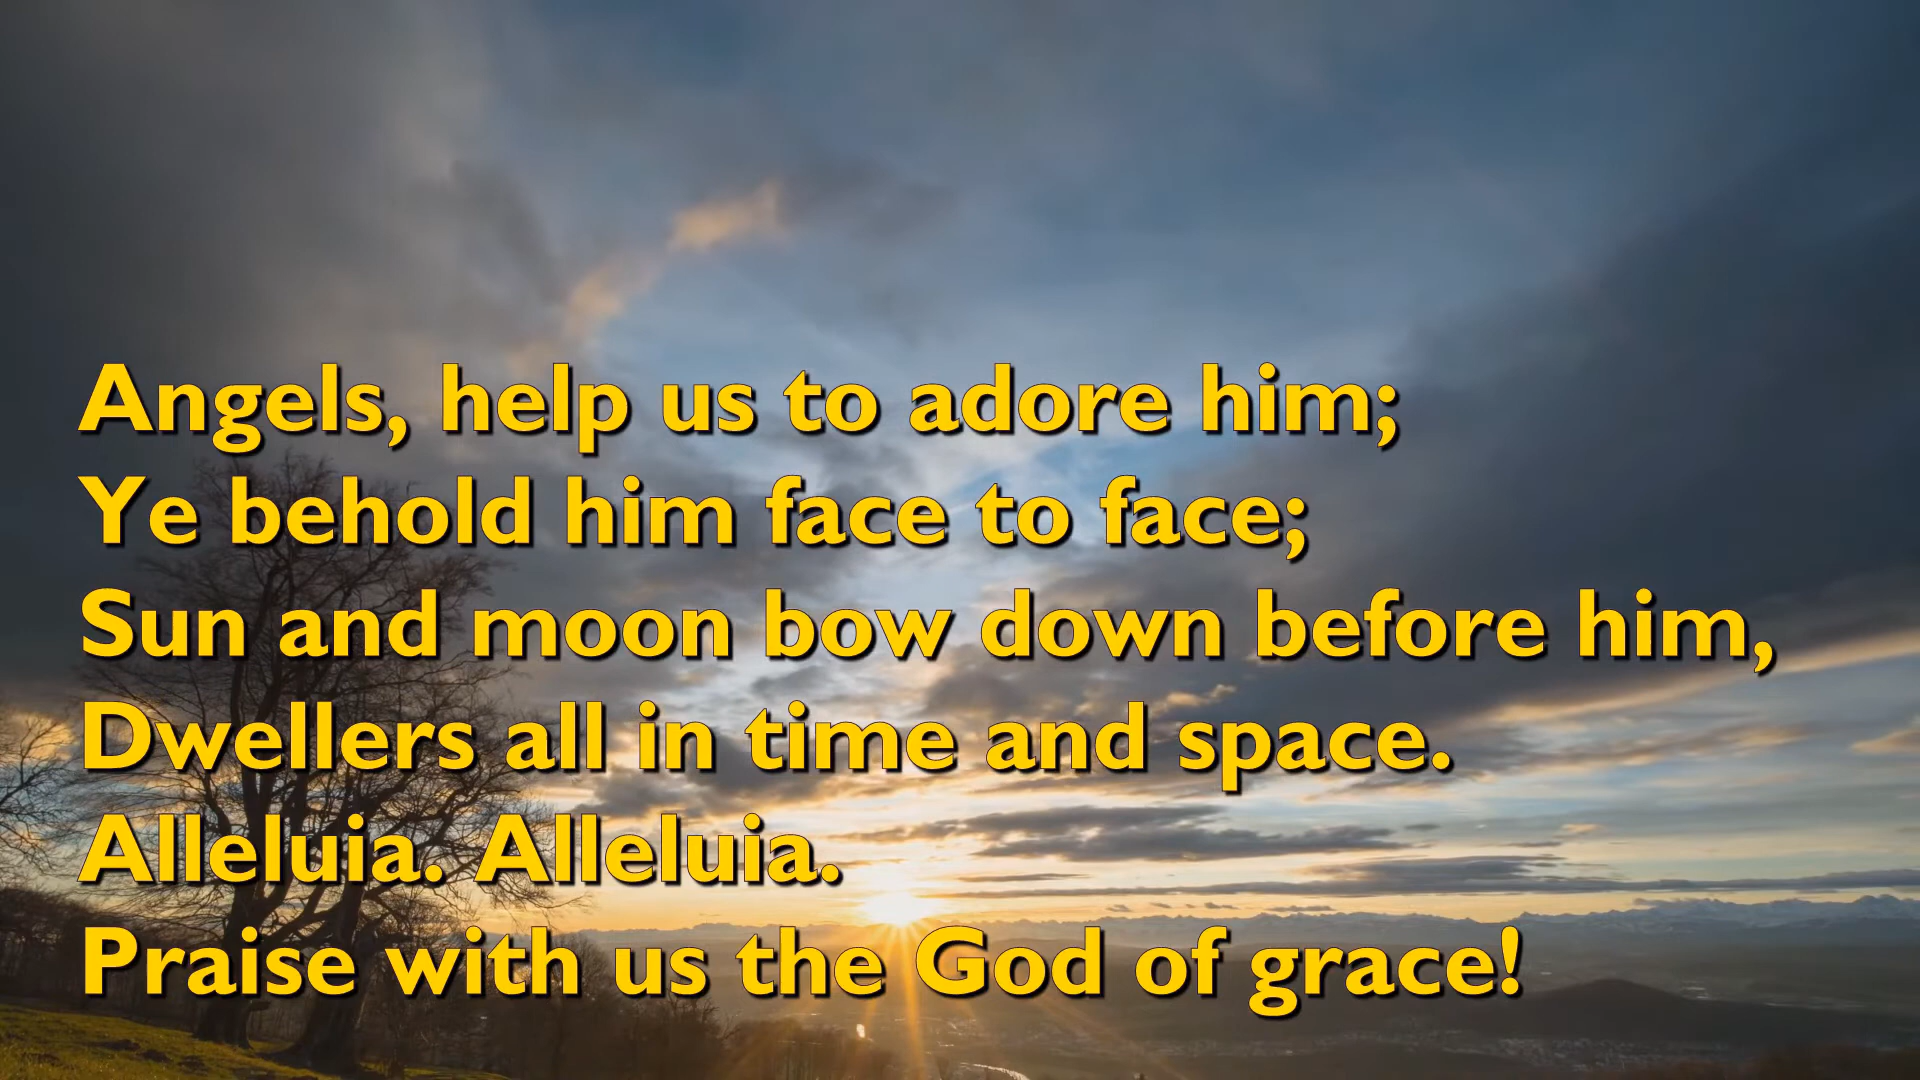 Angels, help us to adore him;
Ye behold him face to face;
Sun and moon bow down before him,
Dwellers all in time and space.
Alleluia. Alleluia.
Praise with us the God of grace!